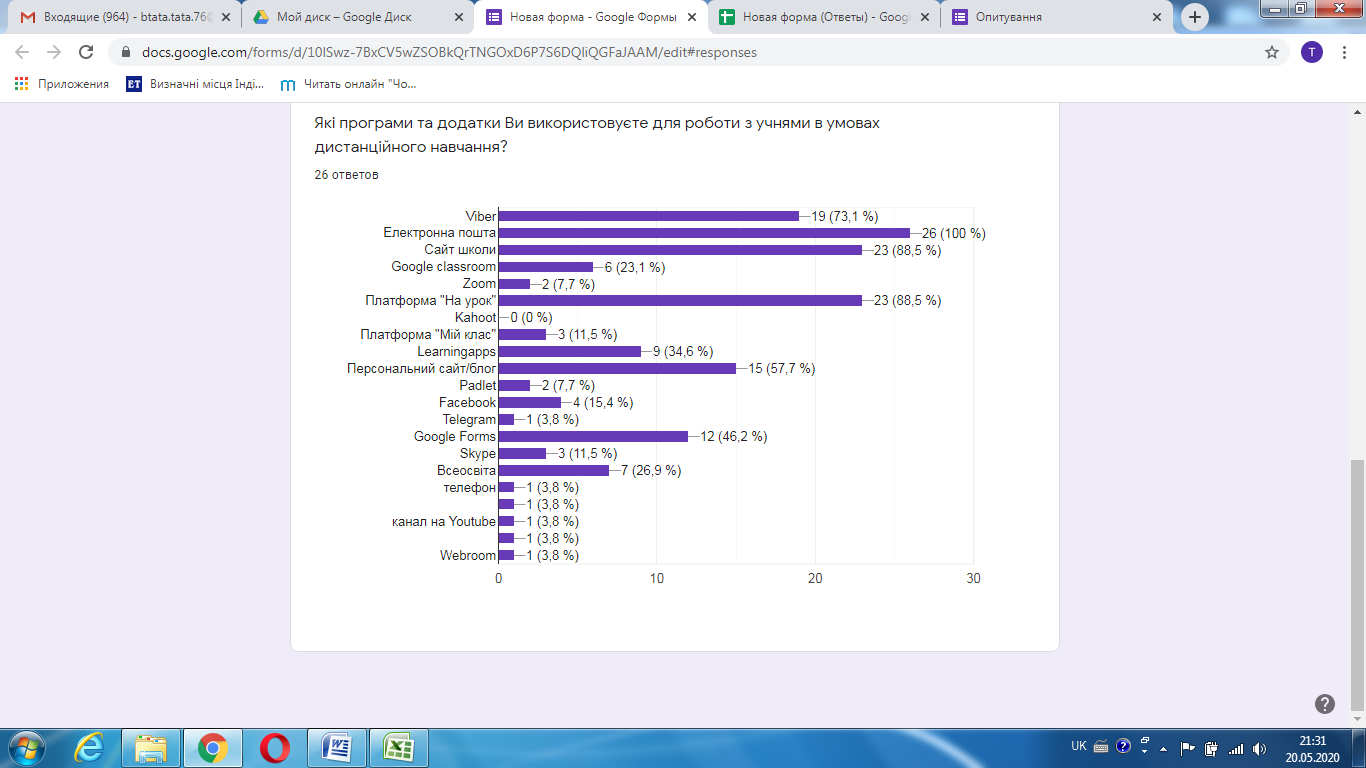 Входящие (964) - btata.tata.76@
Мой диск – Google Диск
Новая форма - Google Формы
Новая форма (Ответы) - Googl
Опитування
docs.google.com/forms/d/10lSwz-7BxCV5wZSOBkQrTNGOxD6P7S6DQliQGFaJAAM/edit#responses
T
Приложения
ET Визначні місця Інді...
Читать онлайн "Чо...
Які програми та додатки Ви використовуєте для роботи з учнями в умовах
дистанційного навчання?
26 ответов
Viber 19 (73,1 %)
Електронна пошта 26 (100 %)
Сайт школи 23 (88,5 %)
Google classroom 6 (23,1 %)
Zoom 2 (7,7 %)
Платформа "На урок" 23 (88,5 %)
Kahoot 0 (0 %)
Платформа "Мій клас" 3 (11,5 %)
Learningapps 9 (34,6 %)
Персональний сайт/блог 15 (57,7 %)
Padlet 2 (7,7 %)
Facebook 4 (15,4 %)
Telegram 1 (3,8 %)
Google Forms 12 (46,2 %)
Skype 3 (11,5 %)
Всеосвіта 7 (26,9 %)
телефон 1 (3,8 %)
1 (3,8 %)
канал на Youtube 1 (3,8 %)
1 (3,8 %)
Webroom 1 (3,8 %)
0 10 20 30
UK
21:31
20.05.2020